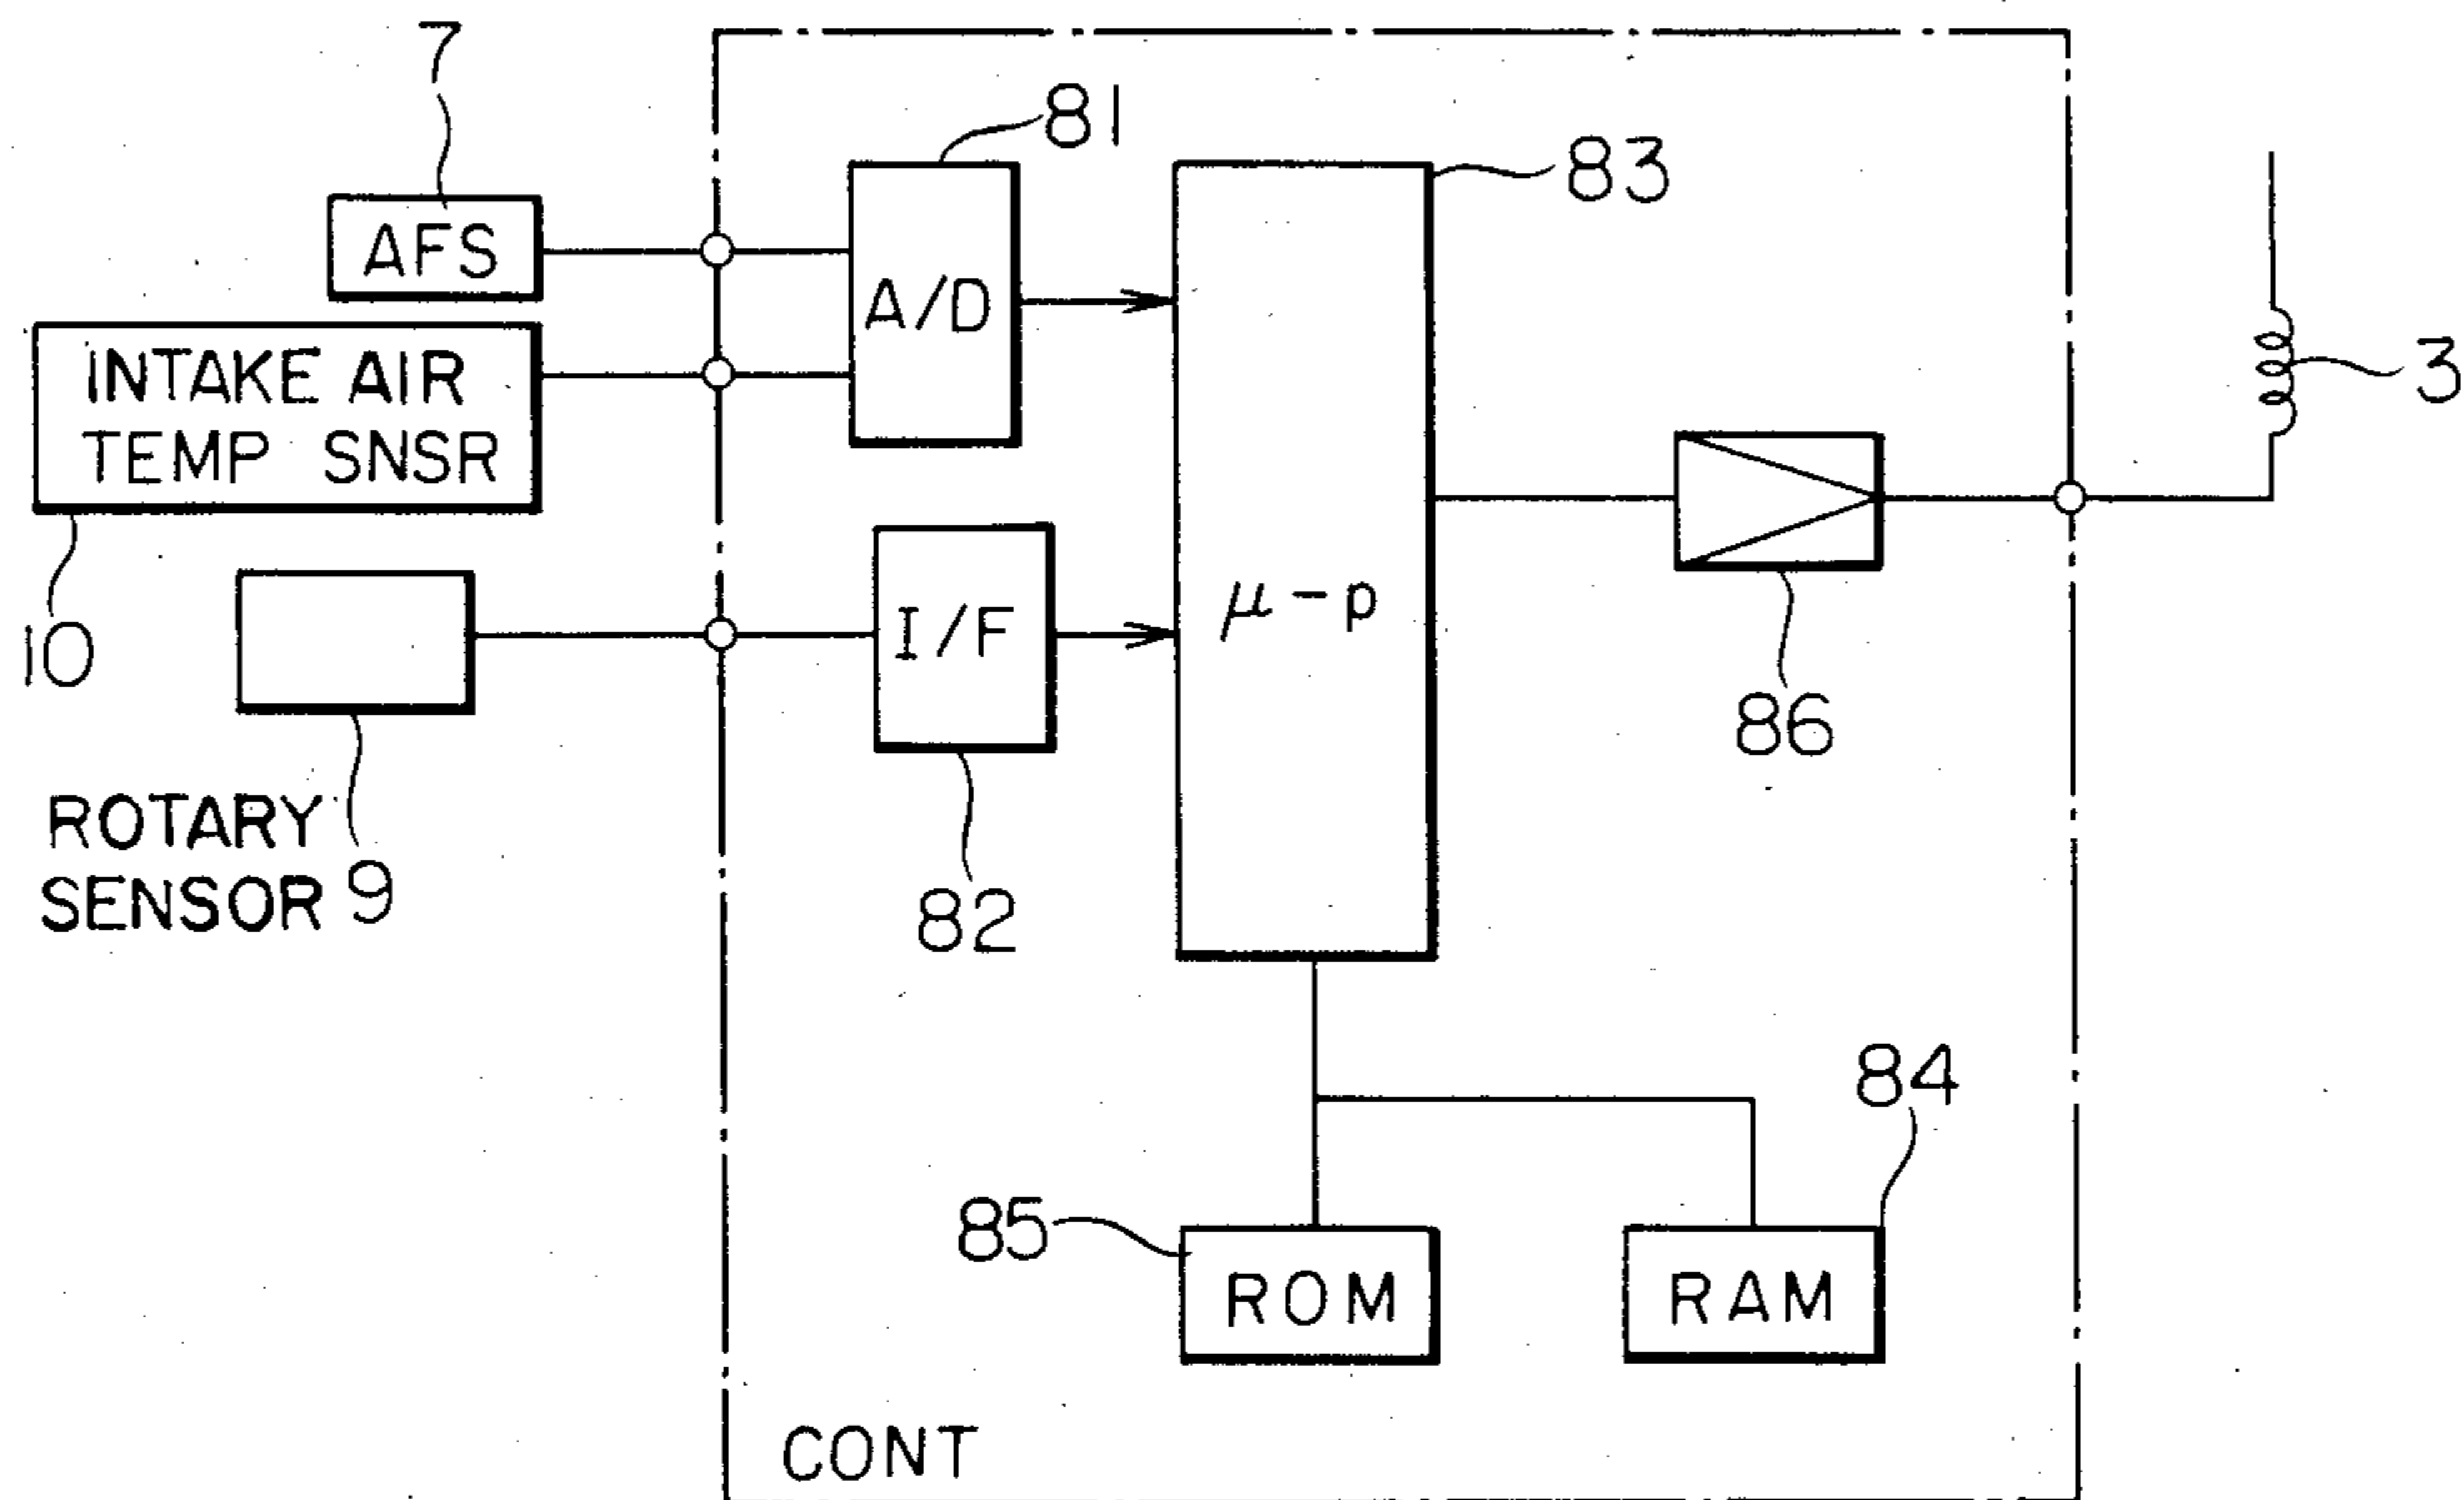 7
81
83
AFS
A/D
3
INTAKE AIR
TEMP SNSR
I/F
μ-p
10
86
ROTARY
SENSOR 9
82
84
85
ROM
RAM
CONT